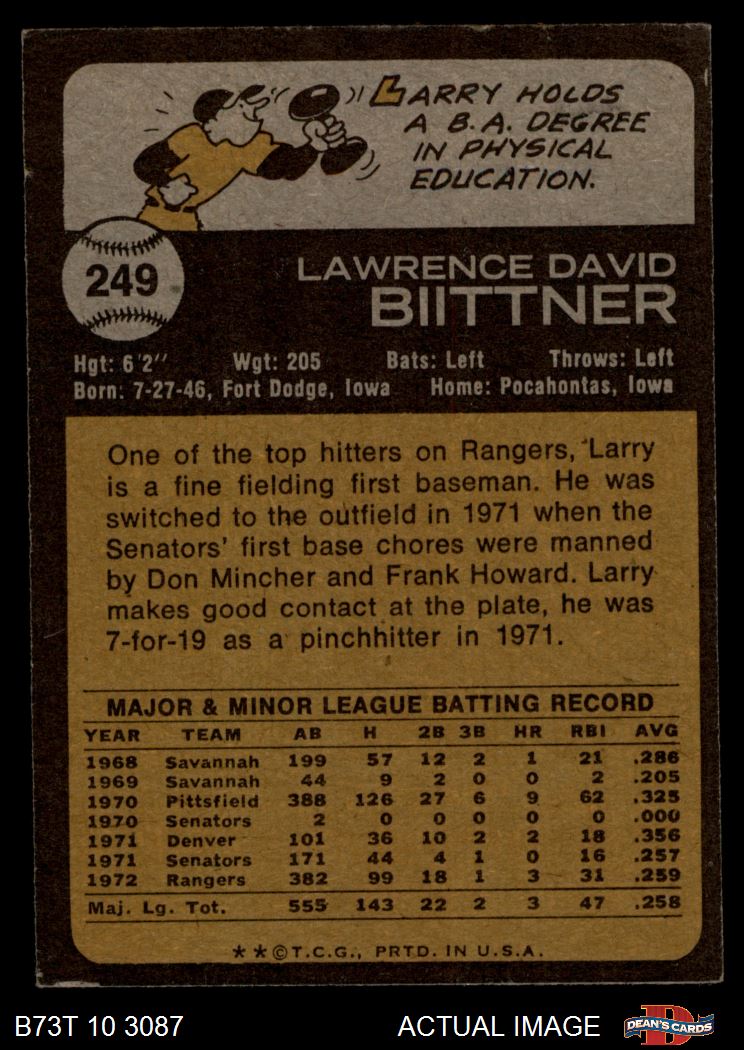 LARRY HOLDS
A B.A. DEGREE
IN PHYSICAL
EDUCATION.
249
LAWRENCE DAVID
BIITTNER
Hgt: 6'2" Wgt: 205 Bats: Left Throws: Left
Born: 7-27-46, Fort Dodge, Iowa Home: Pocahontas, Iowa
One of the top hitters on Rangers, Larry
is a fine fielding first baseman. He was
switched to the outfield in 1971 when the
Senators' first base chores were manned
by Don Mincher and Frank Howard. Larry
makes good contact at the plate, he was
7-for-19 as a pinchhitter in 1971.
MAJOR & MINOR LEAGUE BATTING RECORD
YEAR TEAM AB H 2B 3B HR RBI AVG
1968 Savannah 199 57 12 2 1 21 .286
1969 Savannah 44 9 2 0 0 2 .205
1970 Pittsfield 388 126 27 6 9 62 .325
1970 Senators 2 0 0 0 0 0 .000
1971 Denver 101 36 10 2 2 18 .356
1971 Senators 171 44 4 1 0 16 .257
1972 Rangers 382 99 18 1 3 31 .259
Maj. Lg. Tot. 555 143 22 2 3 47 .258
**©T.C.G., PRTD. IN U.S.A.
B73T 10 3087 ACTUAL IMAGE DEAN'S CARDS